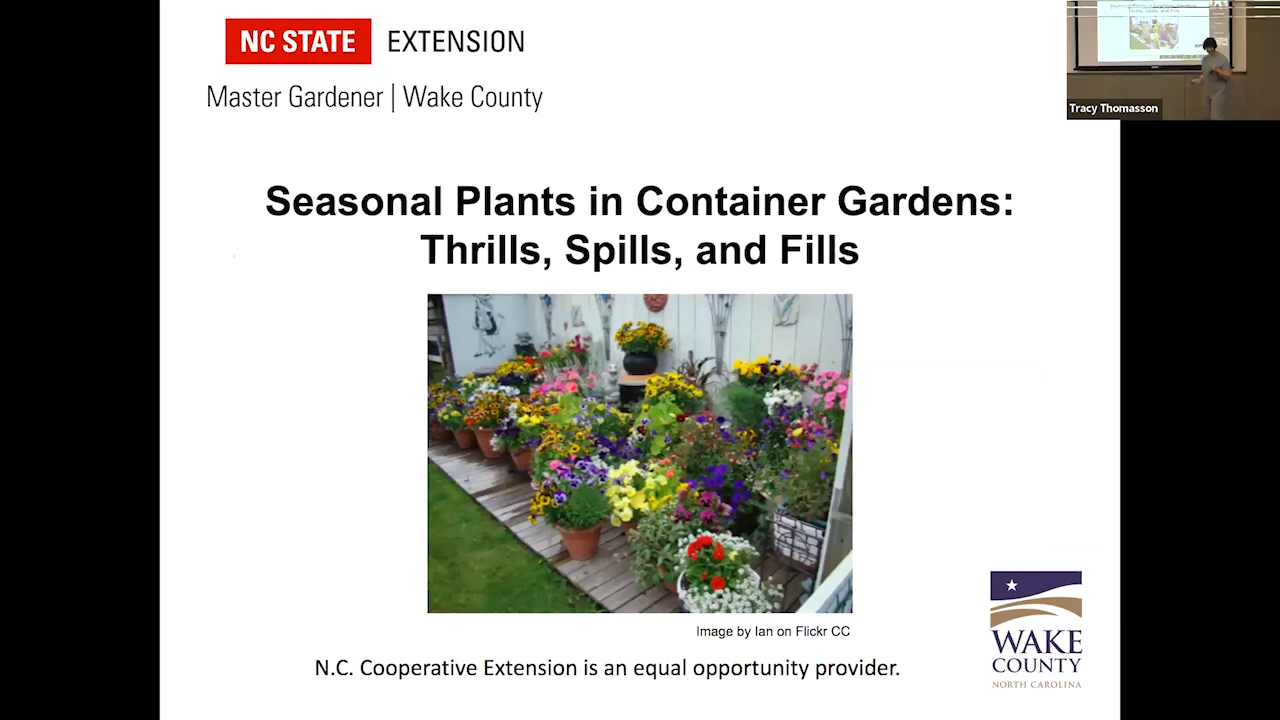 NC STATE EXTENSION
Master Gardener | Wake County
Tracy Thomasson
Seasonal Plants in Container Gardens:
Thrills, Spills, and Fills
Image by Ian on Flickr CC
WAKE
COUNTY
NORTH CAROLINA
N.C. Cooperative Extension is an equal opportunity provider.